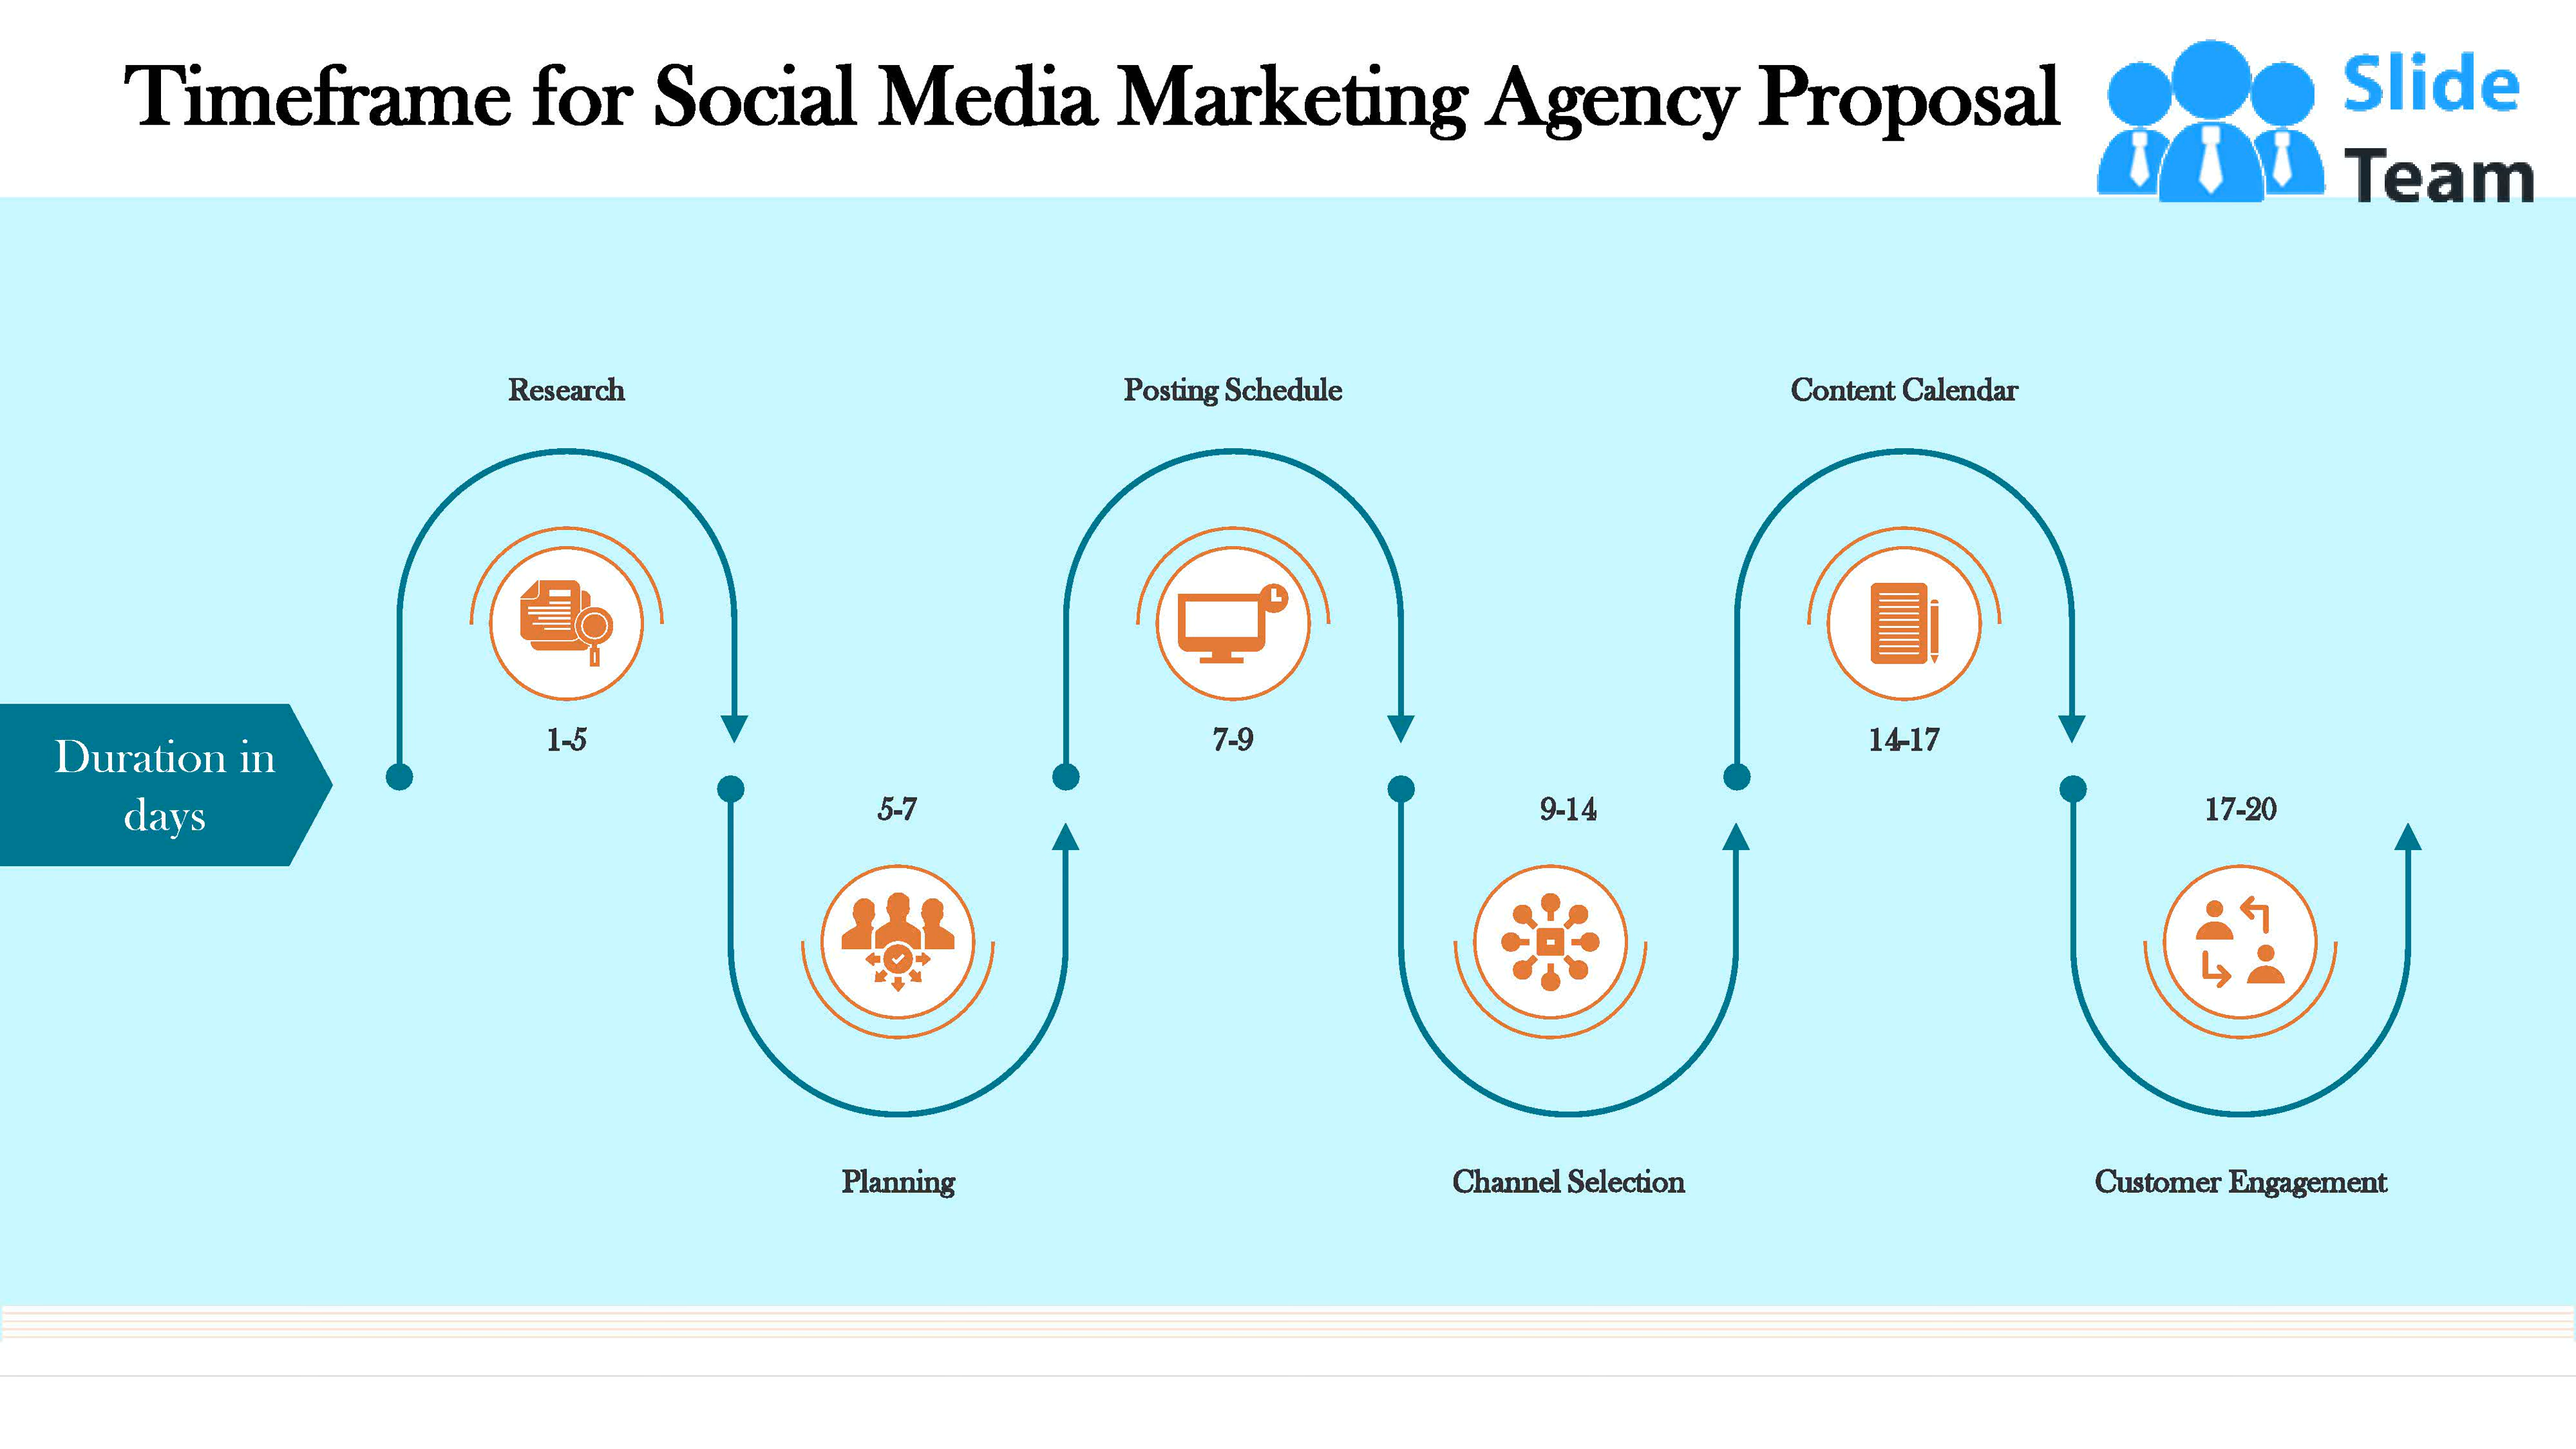 Timeframe for Social Media Marketing Agency Proposal
Slide
Team
Research
Posting Schedule
Content Calendar
Duration in
days
1-5
7-9
14-17
5-7
9-14
17-20
Planning
Channel Selection
Customer Engagement